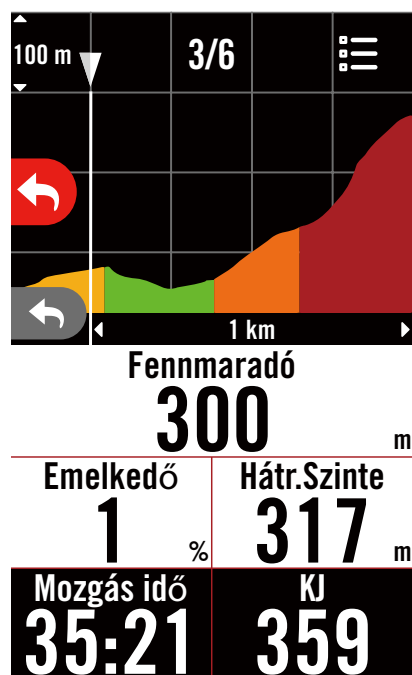 100 m
3/6
1 km
Fennmaradó
300 m
Emelkedő
1 %
Hátr.Szinte
317 m
Mozgás idő
35:21
KJ
359